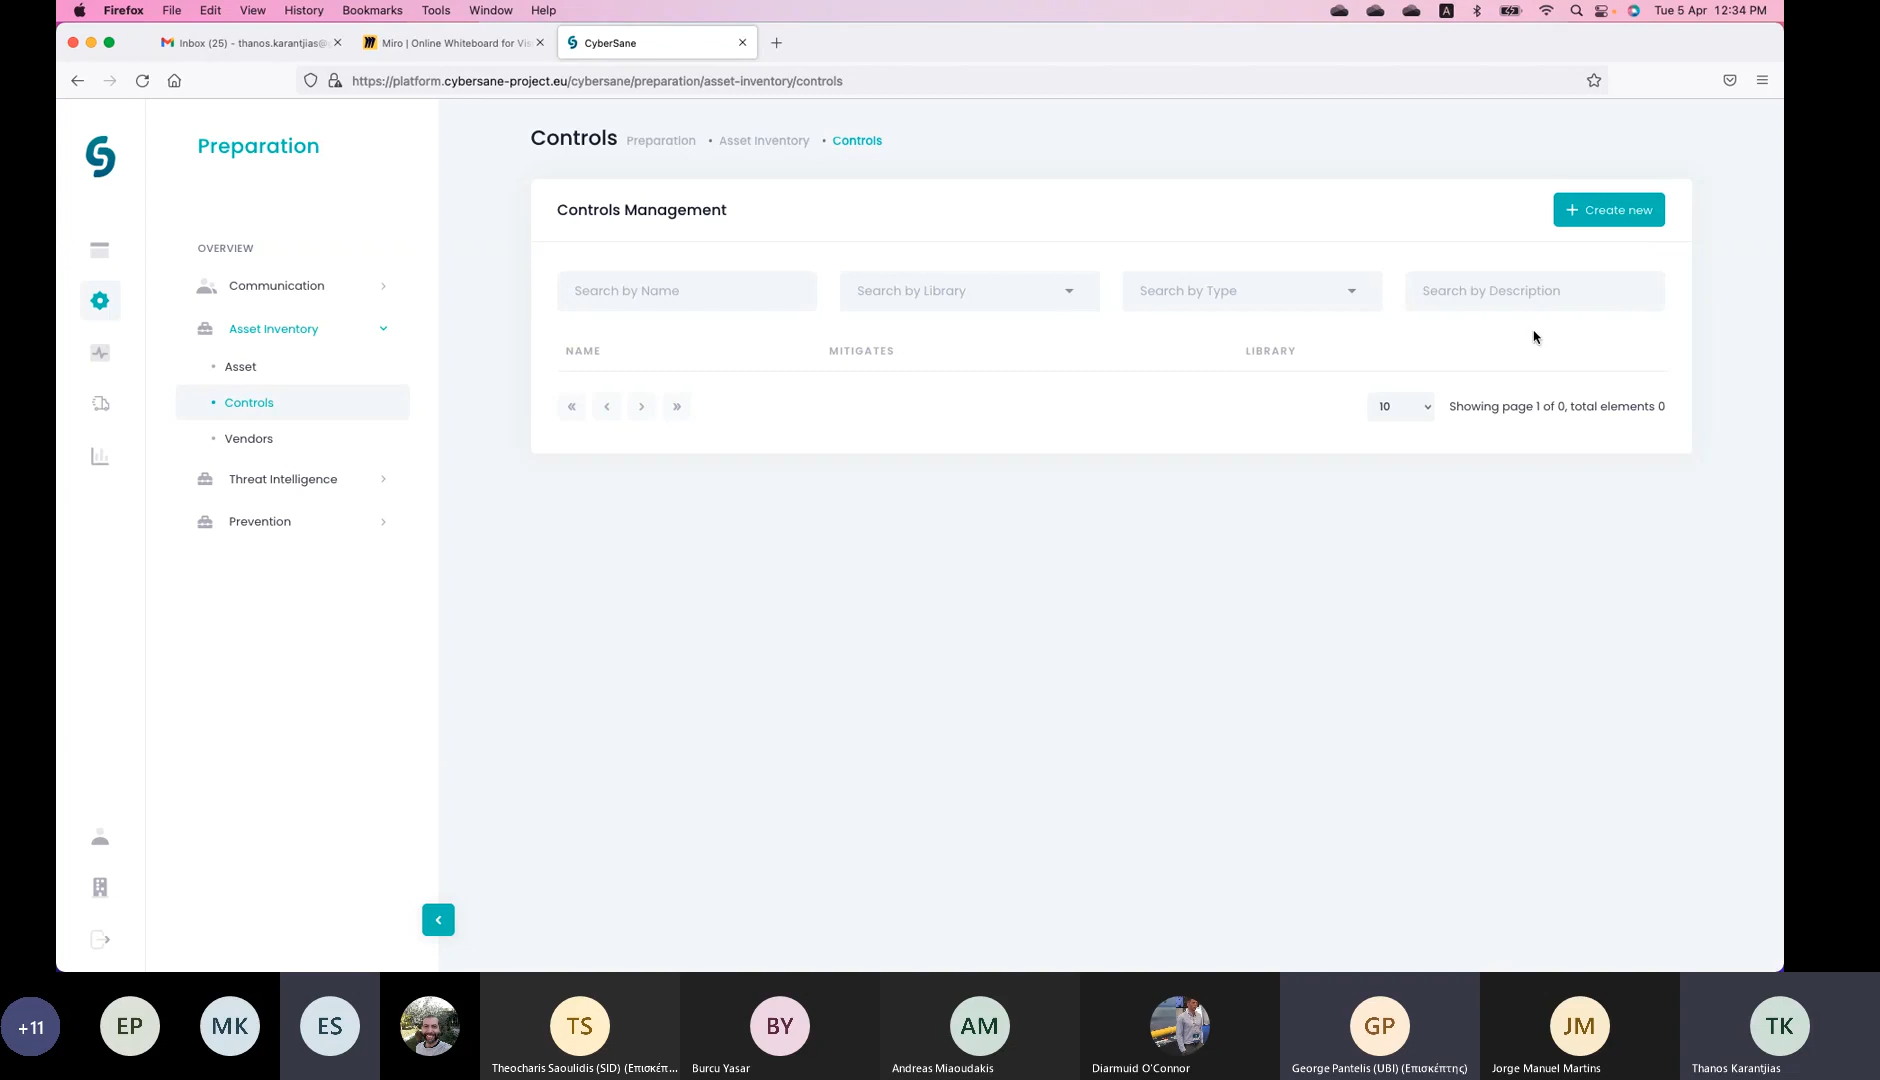 Firefox File Edit View History Bookmarks Tools Window Help
A
Tue 5 Apr 12:34 PM
Inbox (25) - thanos.karantjias@
Miro | Online Whiteboard for Vis
CyberSane
https://platform.cybersane-project.eu/cybersane/preparation/asset-inventory/controls
Preparation
OVERVIEW
Communication
Asset Inventory
• Asset
• Controls
• Vendors
Threat Intelligence
Prevention
Controls Preparation • Asset Inventory • Controls
Controls Management
+ Create new
Search by Name
Search by Library
Search by Type
Search by Description
NAME MITIGATES LIBRARY
« ‹ › »
10
Showing page 1 of 0, total elements 0
+11
EP
MK
ES
TS
Theocharis Saoulidis (SID) (Επισκέπ...
BY
Burcu Yasar
AM
Andreas Miaoudakis
Diarmuid O'Connor
GP
George Pantelis (UBI) (Επισκέπτης)
JM
Jorge Manuel Martins
TK
Thanos Karantjias